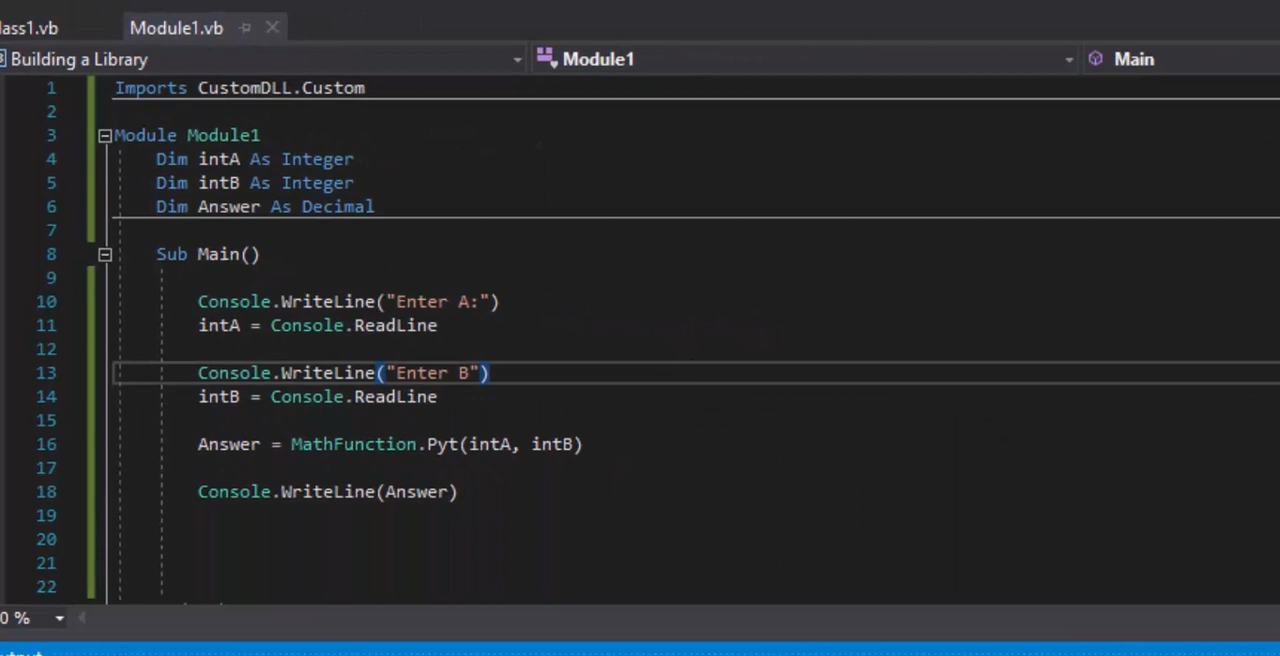 lass1.vb
Module1.vb
Building a Library
Module1
Main
1 Imports CustomDLL.Custom
2
3 Module Module1
4 Dim intA As Integer
5 Dim intB As Integer
6 Dim Answer As Decimal
7
8 Sub Main()
9
10 Console.WriteLine("Enter A:")
11 intA = Console.ReadLine
12
13 Console.WriteLine("Enter B")
14 intB = Console.ReadLine
15
16 Answer = MathFunction.Pyt(intA, intB)
17
18 Console.WriteLine(Answer)
19
20
21
22
0 %